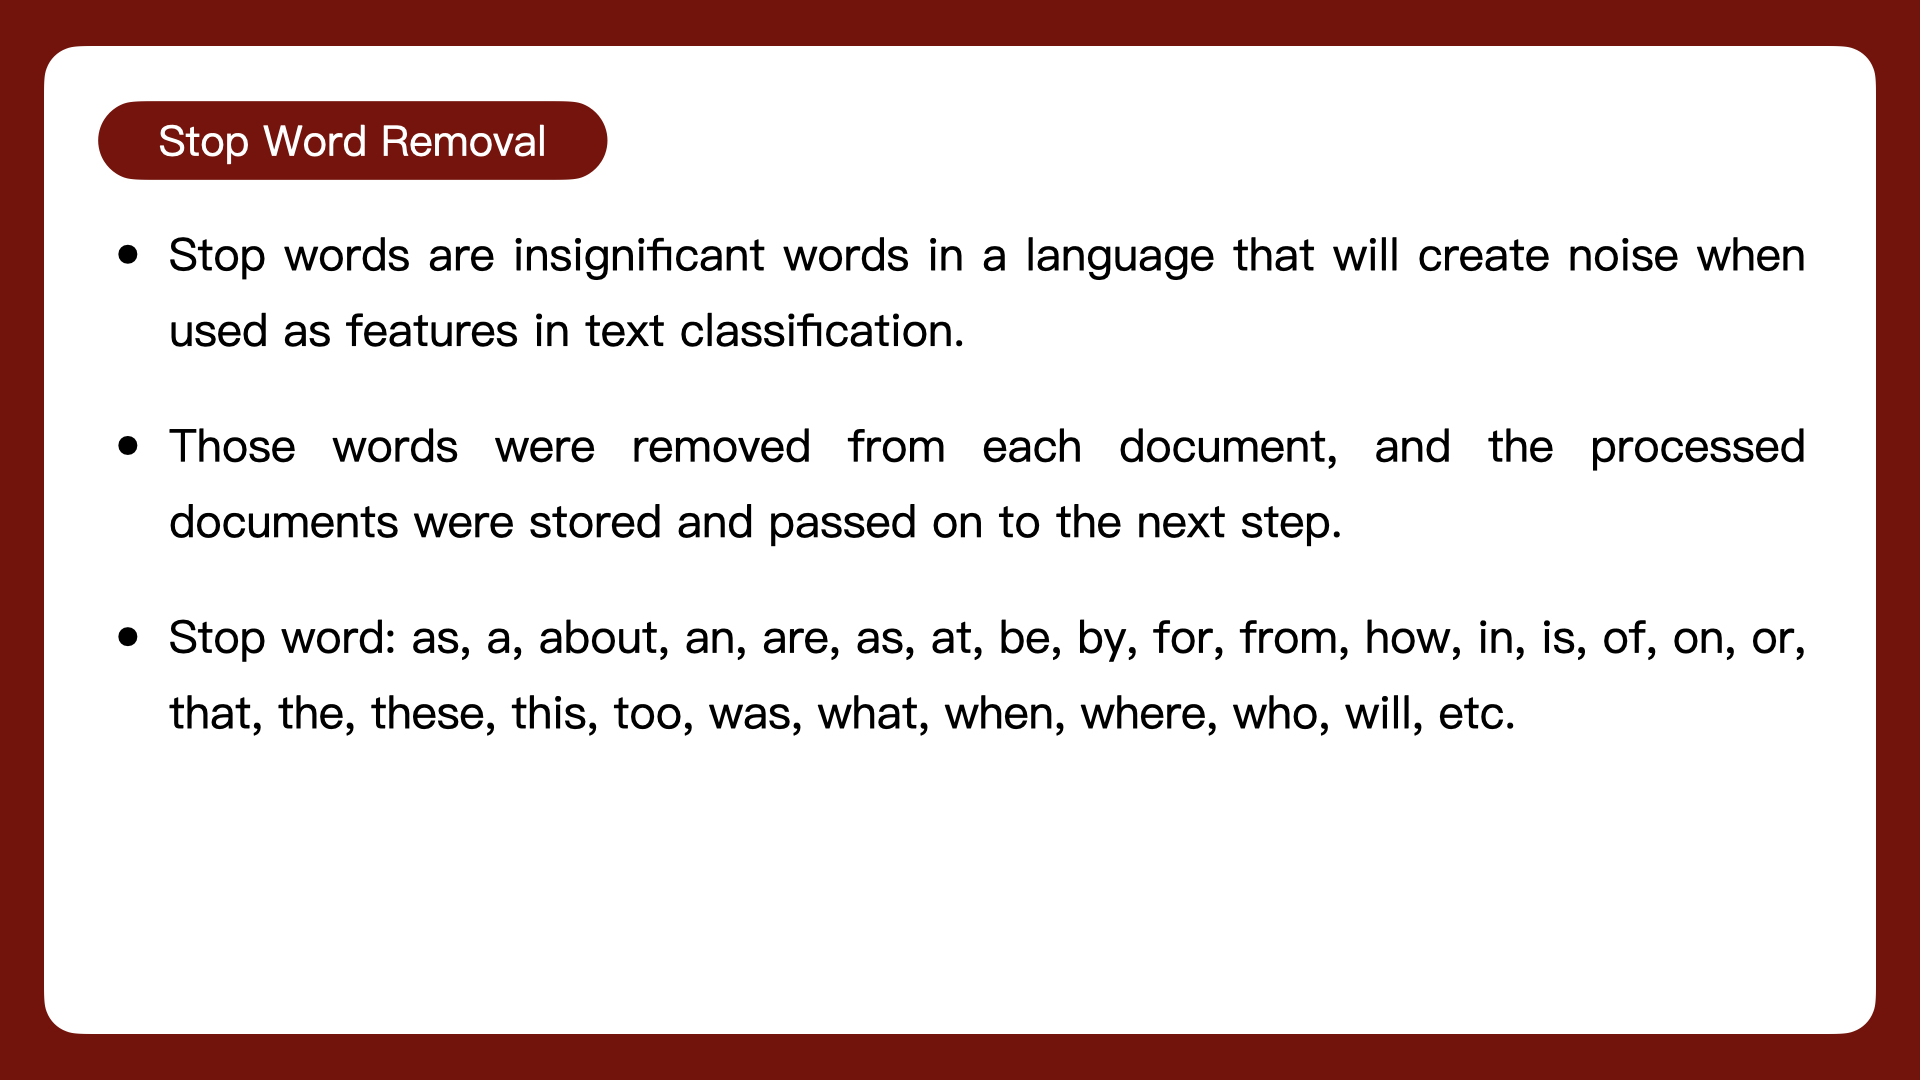 Stop Word Removal
● Stop words are insignificant words in a language that will create noise when
used as features in text classification.
● Those words were removed from each document, and the processed
documents were stored and passed on to the next step.
● Stop word: as, a, about, an, are, as, at, be, by, for, from, how, in, is, of, on, or,
that, the, these, this, too, was, what, when, where, who, will, etc.